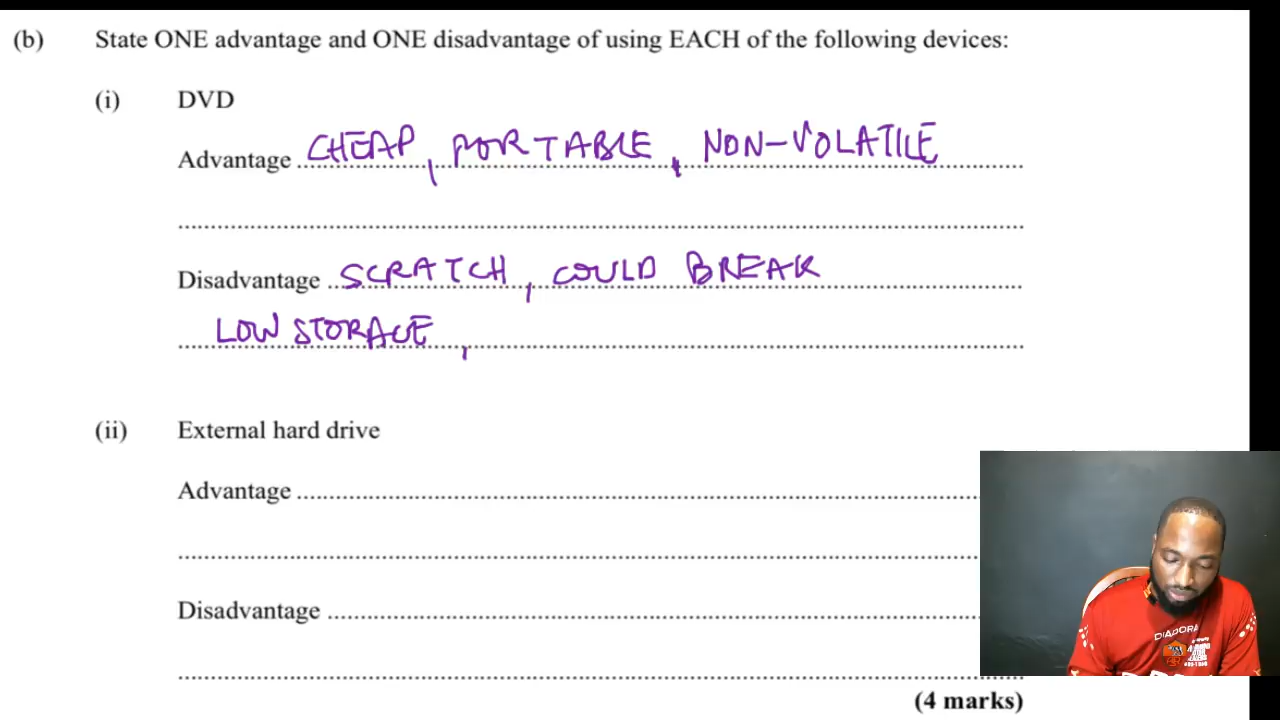 (b) State ONE advantage and ONE disadvantage of using EACH of the following devices:
(i) DVD
Advantage CHEAP, PORTABLE, NON-VOLATILE
Disadvantage SCRATCH, COULD BREAK
LOW STORAGE,
(ii) External hard drive
Advantage
Disadvantage
DIADORA
(4 marks)